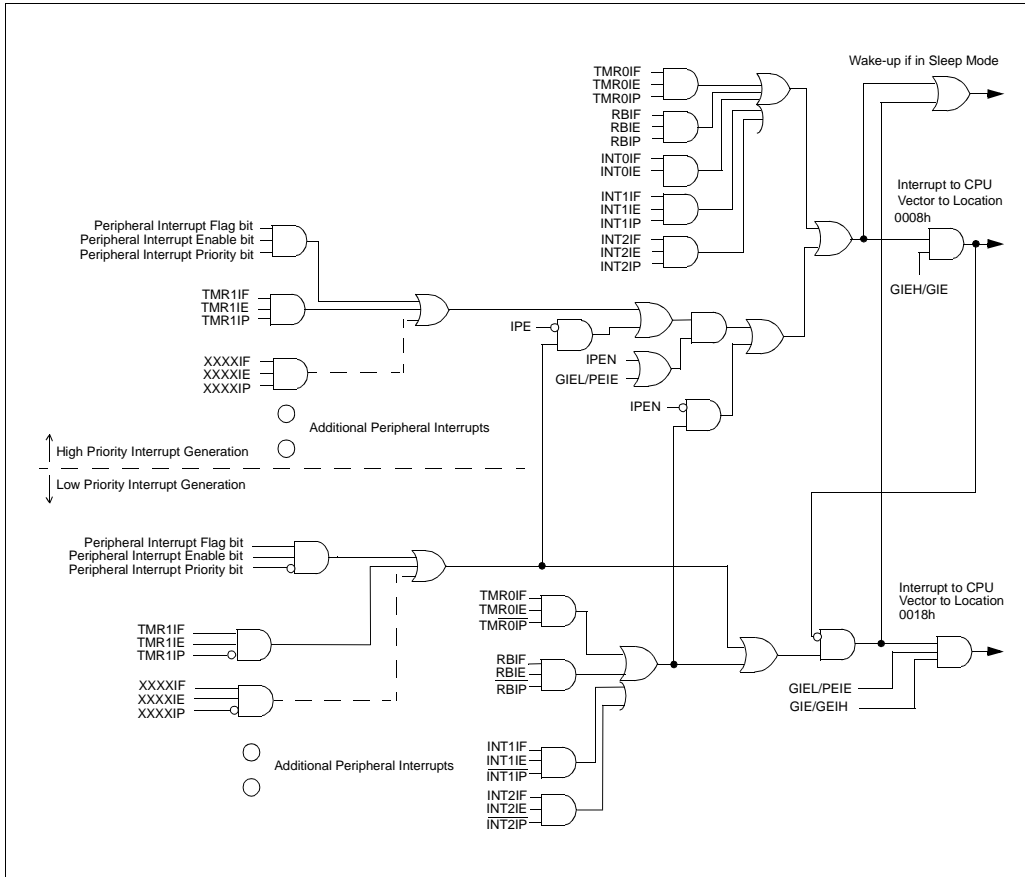 Wake-up if in Sleep Mode
TMR0IF
TMR0IE
TMR0IP
RBIF
RBIE
RBIP
INT0IF
INT0IE
INT1IF
INT1IE
INT1IP
INT2IF
INT2IE
INT2IP
Interrupt to CPU
Vector to Location
0008h
GIEH/GIE
Peripheral Interrupt Flag bit
Peripheral Interrupt Enable bit
Peripheral Interrupt Priority bit
TMR1IF
TMR1IE
TMR1IP
XXXXIF
XXXXIE
XXXXIP
Additional Peripheral Interrupts
IPE
IPEN
GIEL/PEIE
IPEN
High Priority Interrupt Generation
Low Priority Interrupt Generation
Peripheral Interrupt Flag bit
Peripheral Interrupt Enable bit
Peripheral Interrupt Priority bit
TMR1IF
TMR1IE
TMR1IP
XXXXIF
XXXXIE
XXXXIP
Additional Peripheral Interrupts
TMR0IF
TMR0IE
TMR0IP
RBIF
RBIE
RBIP
INT1IF
INT1IE
INT1IP
INT2IF
INT2IE
INT2IP
Interrupt to CPU
Vector to Location
0018h
GIEL/PEIE
GIE/GEIH